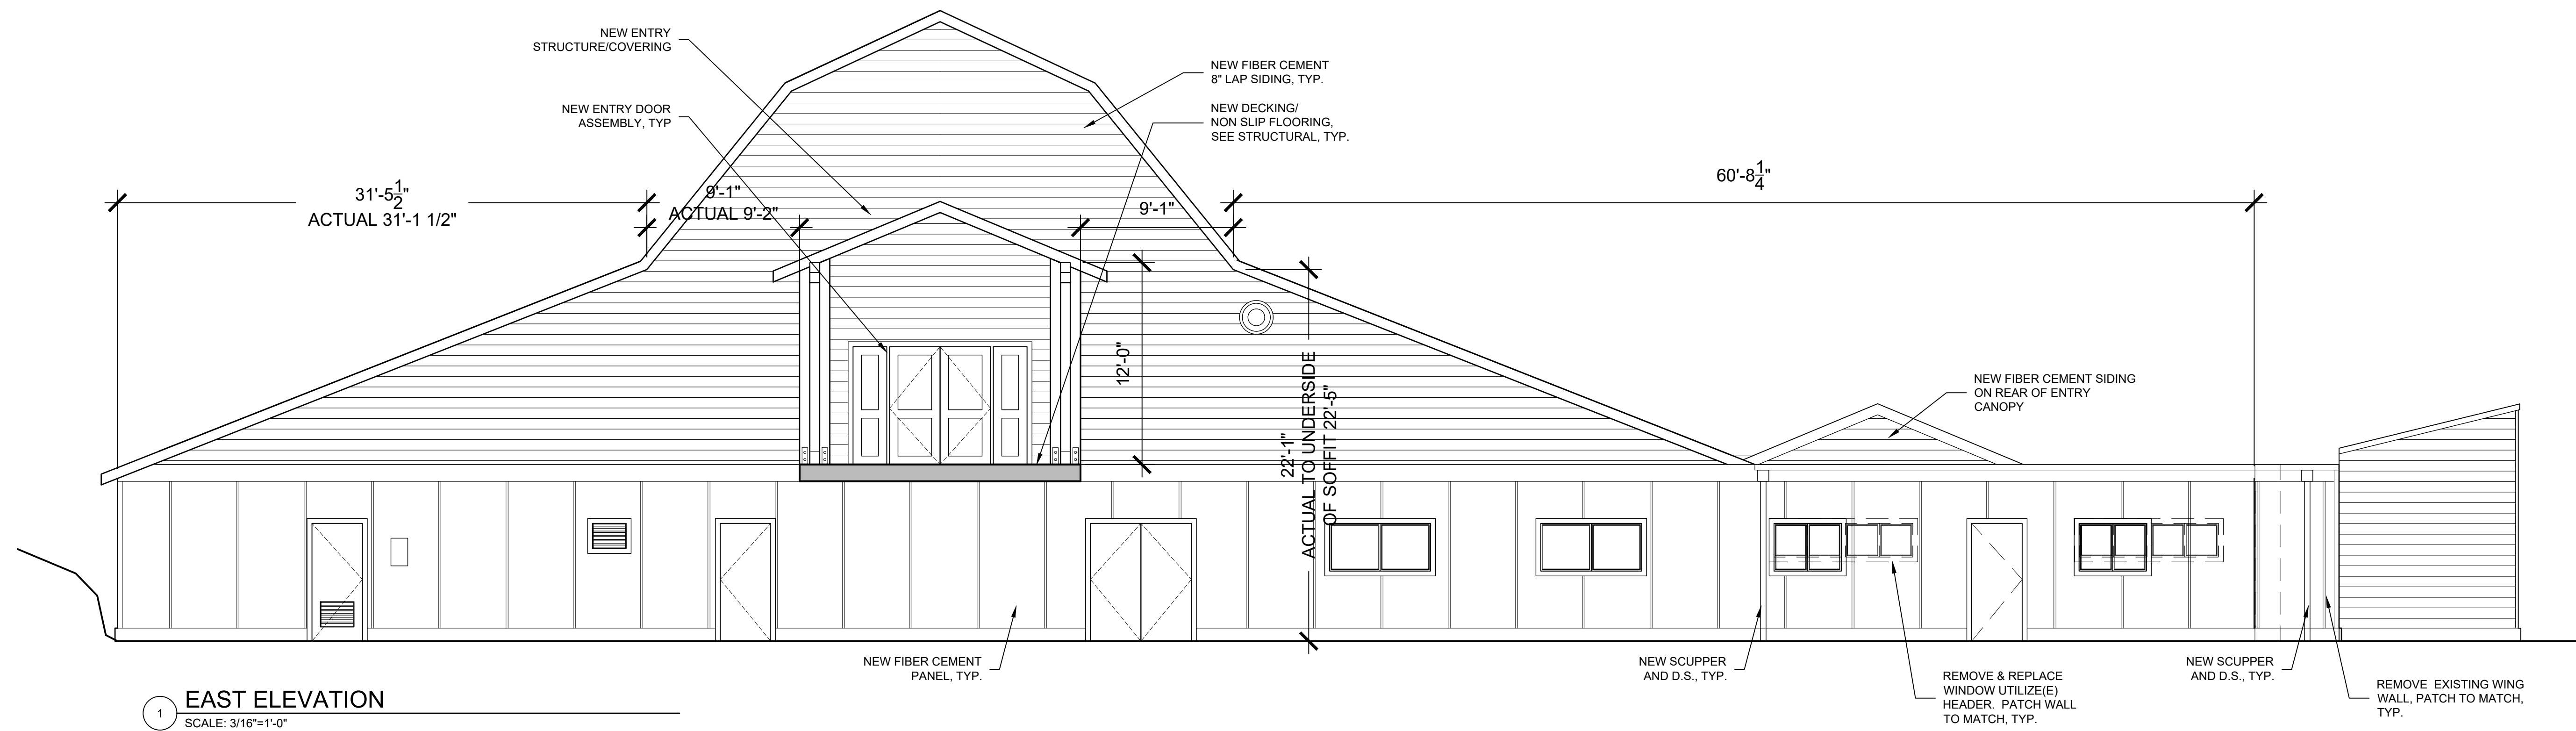 NEW ENTRY
STRUCTURE/COVERING
NEW ENTRY DOOR
ASSEMBLY, TYP
NEW FIBER CEMENT
8" LAP SIDING, TYP.
NEW DECKING/
NON SLIP FLOORING,
SEE STRUCTURAL, TYP.
31'-5 1/2"
ACTUAL 31'-1 1/2"
9'-1"
ACTUAL 9'-2"
9'-1"
60'-8 1/4"
12'-0"
22'-1"
ACTUAL TO UNDERSIDE
OF SOFFIT 22'-5"
NEW FIBER CEMENT SIDING
ON REAR OF ENTRY
CANOPY
NEW FIBER CEMENT
PANEL, TYP.
NEW SCUPPER
AND D.S., TYP.
REMOVE & REPLACE
WINDOW UTILIZE(E)
HEADER. PATCH WALL
TO MATCH, TYP.
NEW SCUPPER
AND D.S., TYP.
REMOVE EXISTING WING
WALL, PATCH TO MATCH,
TYP.
1
EAST ELEVATION
SCALE: 3/16"=1'-0"